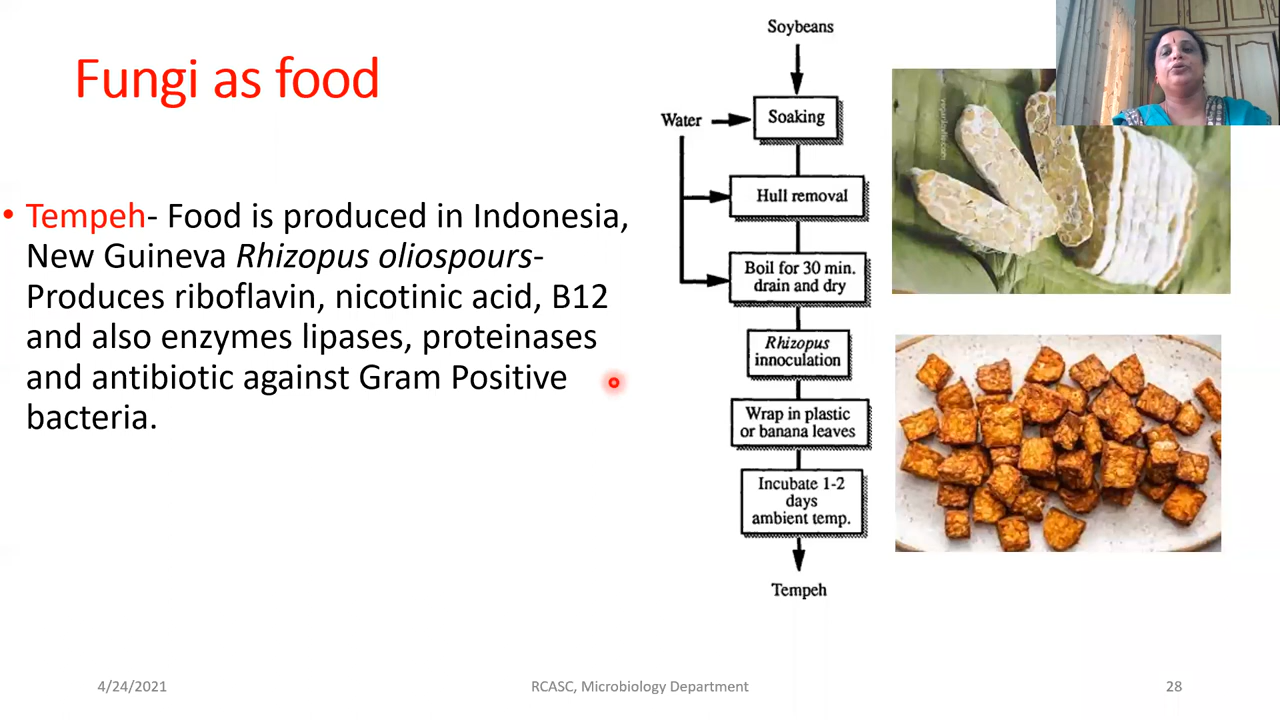 Fungi as food
• Tempeh- Food is produced in Indonesia,
New Guineva Rhizopus oliospours-
Produces riboflavin, nicotinic acid, B12
and also enzymes lipases, proteinases
and antibiotic against Gram Positive
bacteria.
Soybeans
Water
Soaking
Hull removal
Boil for 30 min.
drain and dry
Rhizopus
innoculation
Wrap in plastic
or banana leaves
Incubate 1-2
days
ambient temp.
Tempeh
4/24/2021
RCASC, Microbiology Department
28